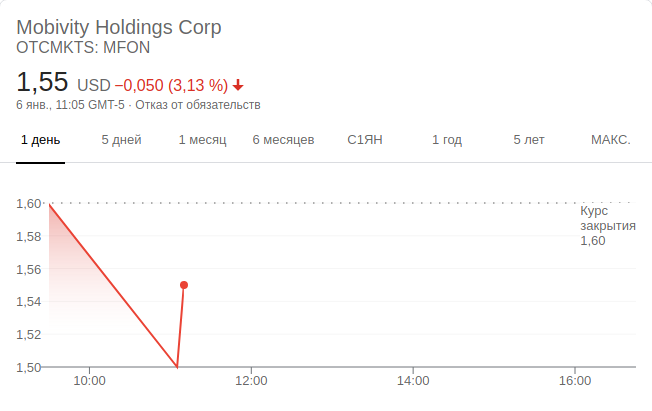 Mobivity Holdings Corp
OTCMKTS: MFON
1,55 USD −0,050 (3,13 %)
6 янв., 11:05 GMT-5 · Отказ от обязательств
1 день 5 дней 1 месяц 6 месяцев С1ЯН 1 год 5 лет МАКС.
1,60
Курс
закрытия
1,60
1,58
1,56
1,54
1,52
1,50
10:00 12:00 14:00 16:00